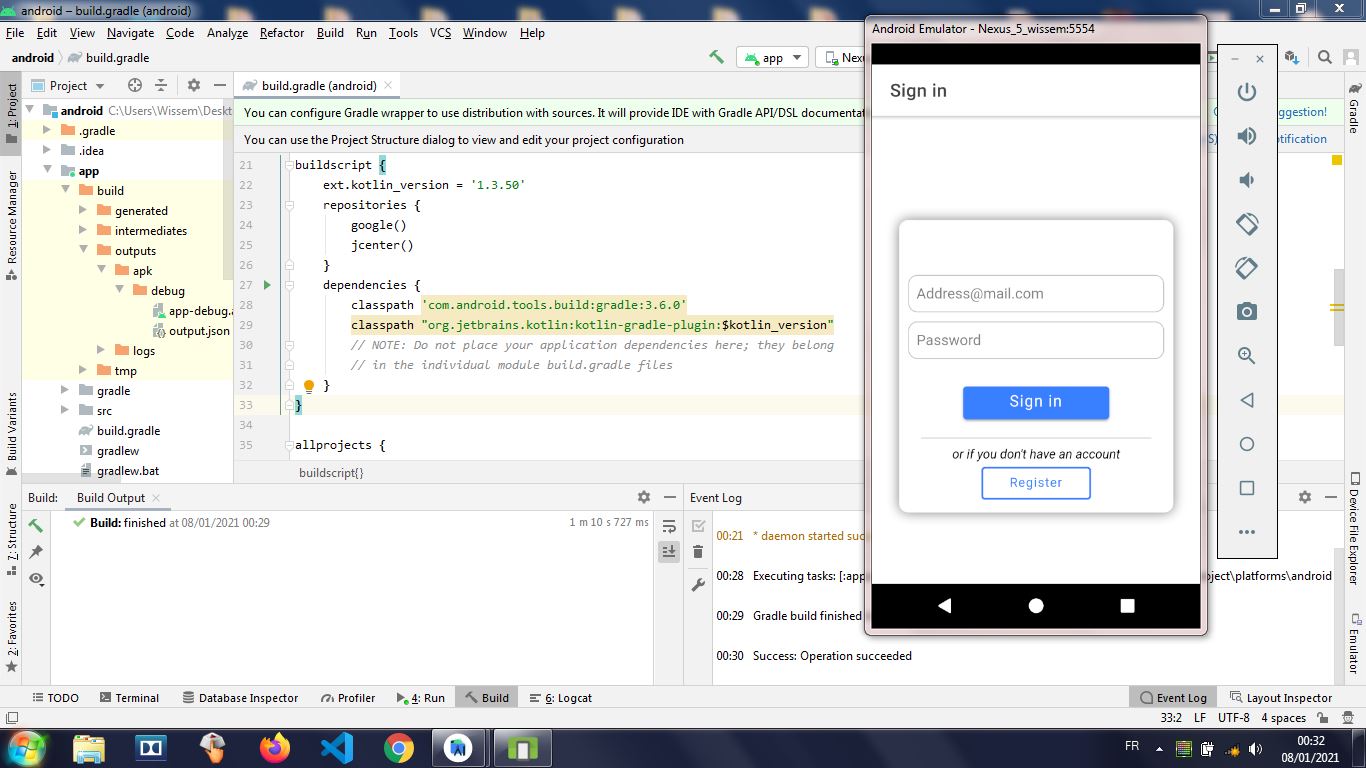 android – build.gradle (android)
File Edit View Navigate Code Analyze Refactor Build Run Tools VCS Window Help
android build.gradle
app
Nexu
Project
build.gradle (android)
1: Project
Resource Manager
Build Variants
7: Structure
2: Favorites
android C:\Users\Wissem\Deskt
.gradle
.idea
app
build
generated
intermediates
outputs
apk
debug
app-debug.a
output.json
logs
tmp
gradle
src
build.gradle
gradlew
gradlew.bat
You can configure Gradle wrapper to use distribution with sources. It will provide IDE with Gradle API/DSL documentat
ggestion!
You can use the Project Structure dialog to view and edit your project configuration
S)
tification
21 buildscript {
22 ext.kotlin_version = '1.3.50'
23 repositories {
24 google()
25 jcenter()
26 }
27 dependencies {
28 classpath 'com.android.tools.build:gradle:3.6.0'
29 classpath "org.jetbrains.kotlin:kotlin-gradle-plugin:$kotlin_version"
30 // NOTE: Do not place your application dependencies here; they belong
31 // in the individual module build.gradle files
32 }
33 }
34
35 allprojects {
buildscript{}
Android Emulator - Nexus_5_wissem:5554
Sign in
Address@mail.com
Password
Sign in
or if you don't have an account
Register
Gradle
Device File Explorer
Emulator
Build: Build Output
Build: finished at 08/01/2021 00:29 1 m 10 s 727 ms
Event Log
00:21 * daemon started suc
00:28 Executing tasks: [:app oject\platforms\android
00:29 Gradle build finished
00:30 Success: Operation succeeded
TODO Terminal Database Inspector Profiler 4: Run Build 6: Logcat Event Log Layout Inspector
33:2 LF UTF-8 4 spaces
FR
00:32
08/01/2021